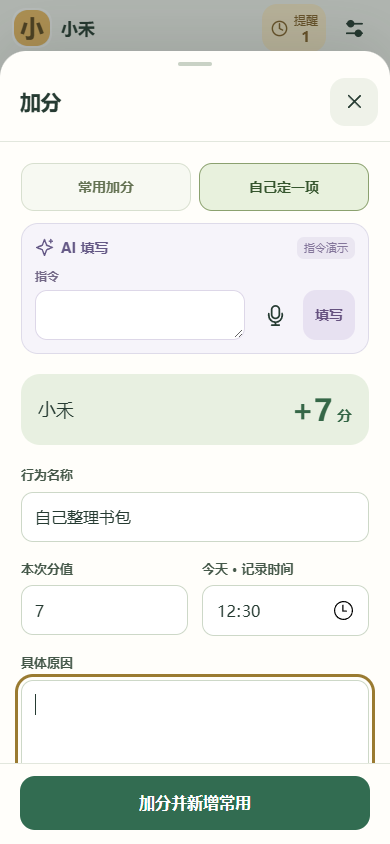 小 小禾 提醒 1
加分
常用加分 自己定一项
AI 填写 指令演示
指令
填写
小禾 +7 分
行为名称
自己整理书包
本次分值 今天 • 记录时间
7 12:30
具体原因
加分并新增常用